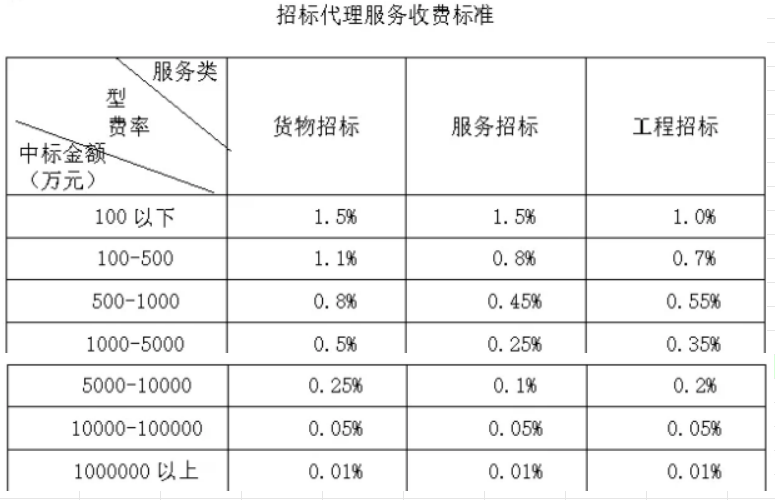 招标代理服务收费标准
服务类
型
费率
中标金额
（万元）
货物招标 服务招标 工程招标
100 以下 1.5% 1.5% 1.0%
100-500 1.1% 0.8% 0.7%
500-1000 0.8% 0.45% 0.55%
1000-5000 0.5% 0.25% 0.35%
5000-10000 0.25% 0.1% 0.2%
10000-100000 0.05% 0.05% 0.05%
1000000 以上 0.01% 0.01% 0.01%